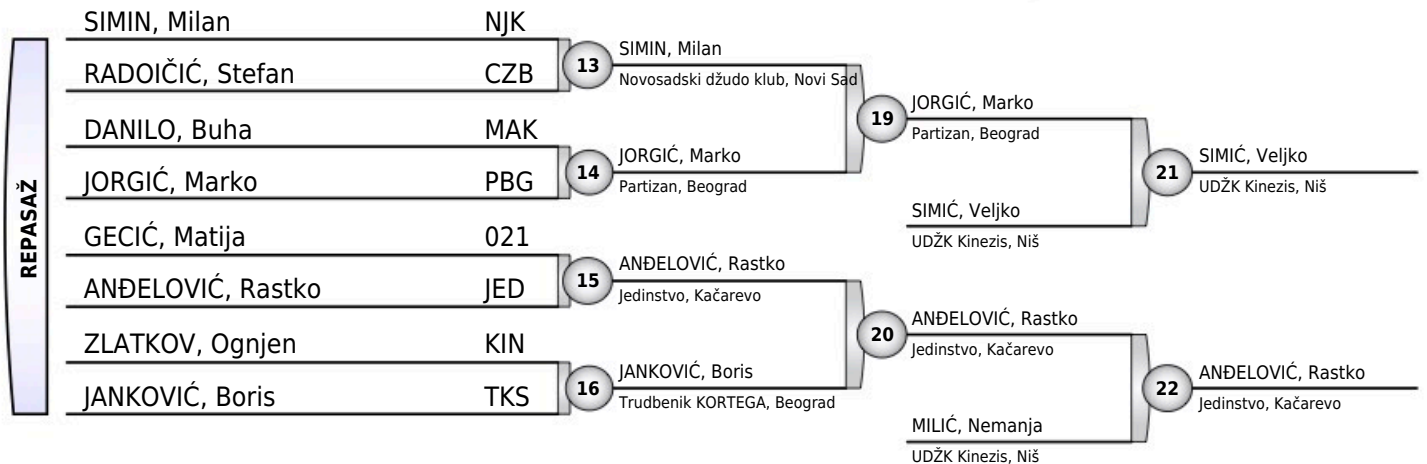 REPASAŽ
SIMIN, Milan NJK
RADOIČIĆ, Stefan CZB
DANILO, Buha MAK
JORGIĆ, Marko PBG
GECIĆ, Matija 021
ANĐELOVIĆ, Rastko JED
ZLATKOV, Ognjen KIN
JANKOVIĆ, Boris TKS
13
SIMIN, Milan
Novosadski džudo klub, Novi Sad
14
JORGIĆ, Marko
Partizan, Beograd
15
ANĐELOVIĆ, Rastko
Jedinstvo, Kačarevo
16
JANKOVIĆ, Boris
Trudbenik KORTEGA, Beograd
19
JORGIĆ, Marko
Partizan, Beograd
SIMIĆ, Veljko
UDŽK Kinezis, Niš
20
ANĐELOVIĆ, Rastko
Jedinstvo, Kačarevo
MILIĆ, Nemanja
UDŽK Kinezis, Niš
21
SIMIĆ, Veljko
UDŽK Kinezis, Niš
22
ANĐELOVIĆ, Rastko
Jedinstvo, Kačarevo